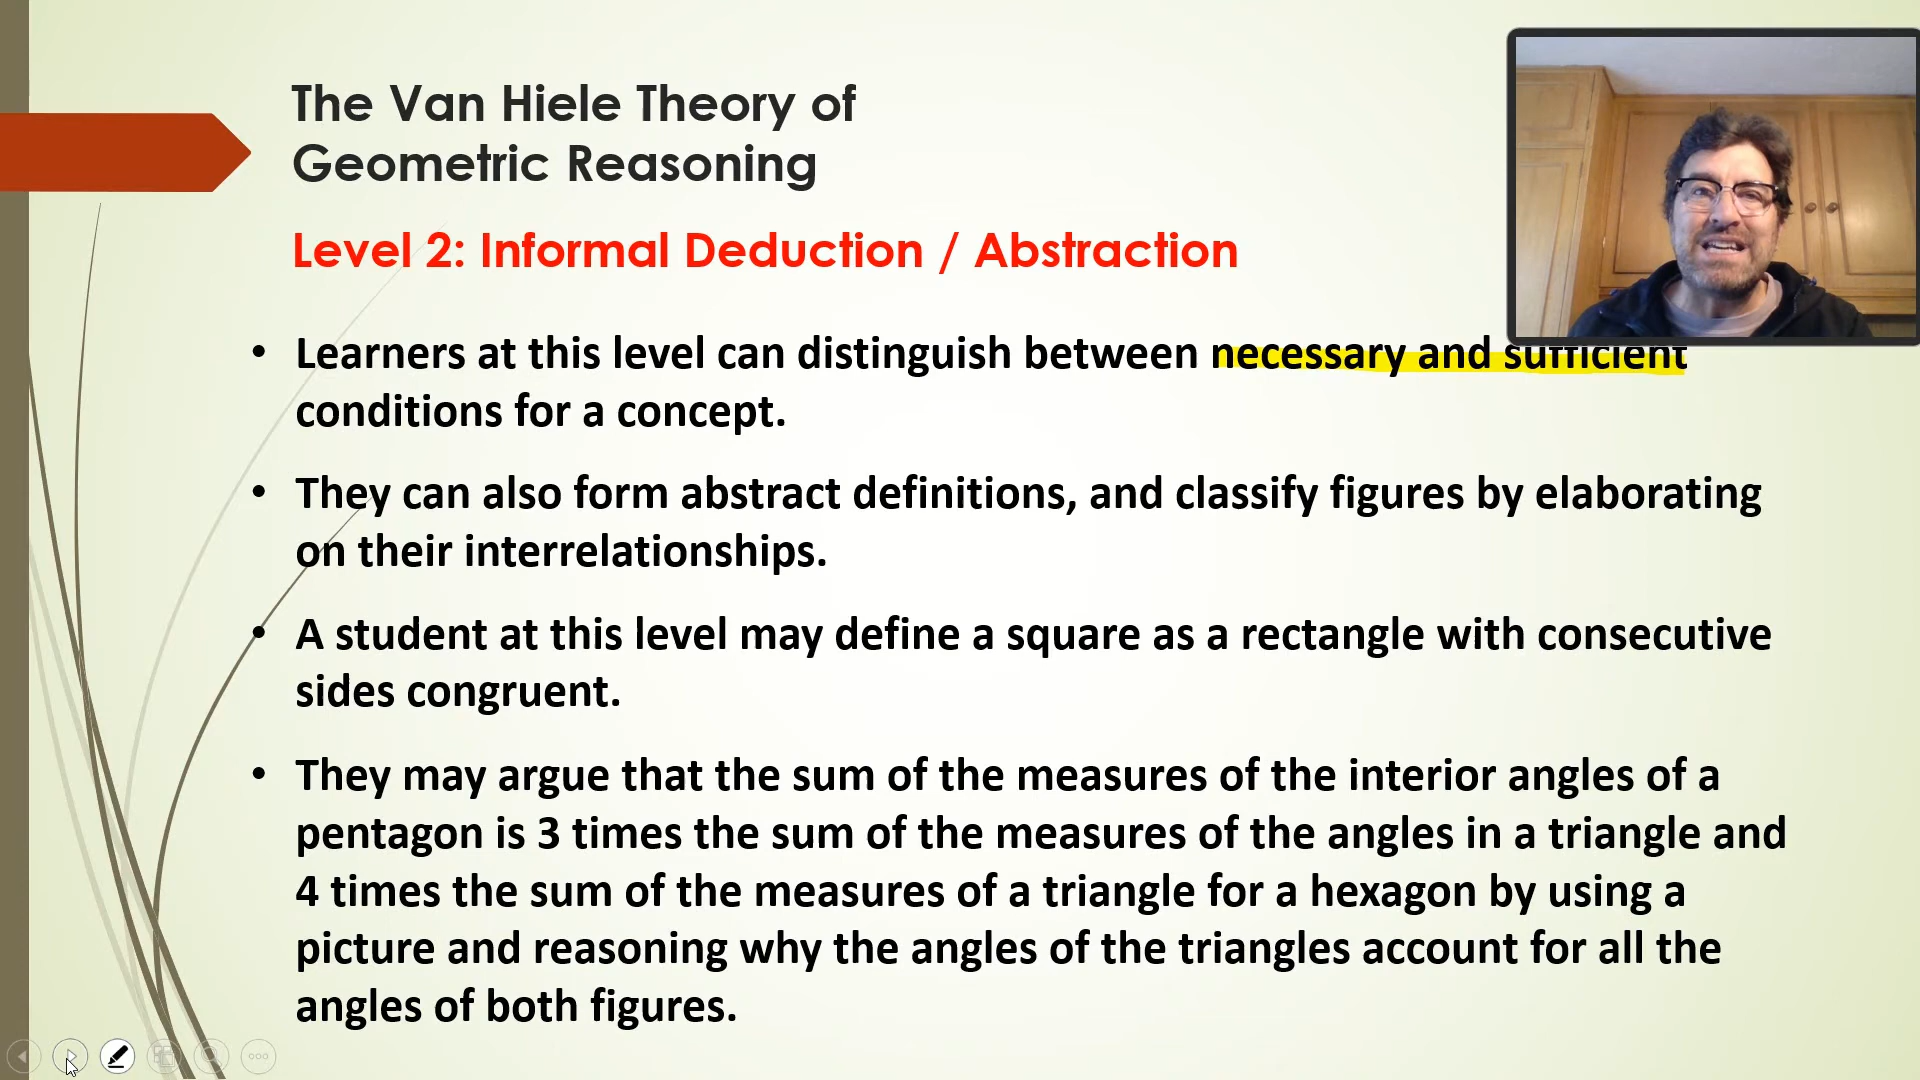 The Van Hiele Theory of
Geometric Reasoning
Level 2: Informal Deduction / Abstraction
• Learners at this level can distinguish between necessary and sufficient
conditions for a concept.
• They can also form abstract definitions, and classify figures by elaborating
on their interrelationships.
• A student at this level may define a square as a rectangle with consecutive
sides congruent.
• They may argue that the sum of the measures of the interior angles of a
pentagon is 3 times the sum of the measures of the angles in a triangle and
4 times the sum of the measures of a triangle for a hexagon by using a
picture and reasoning why the angles of the triangles account for all the
angles of both figures.